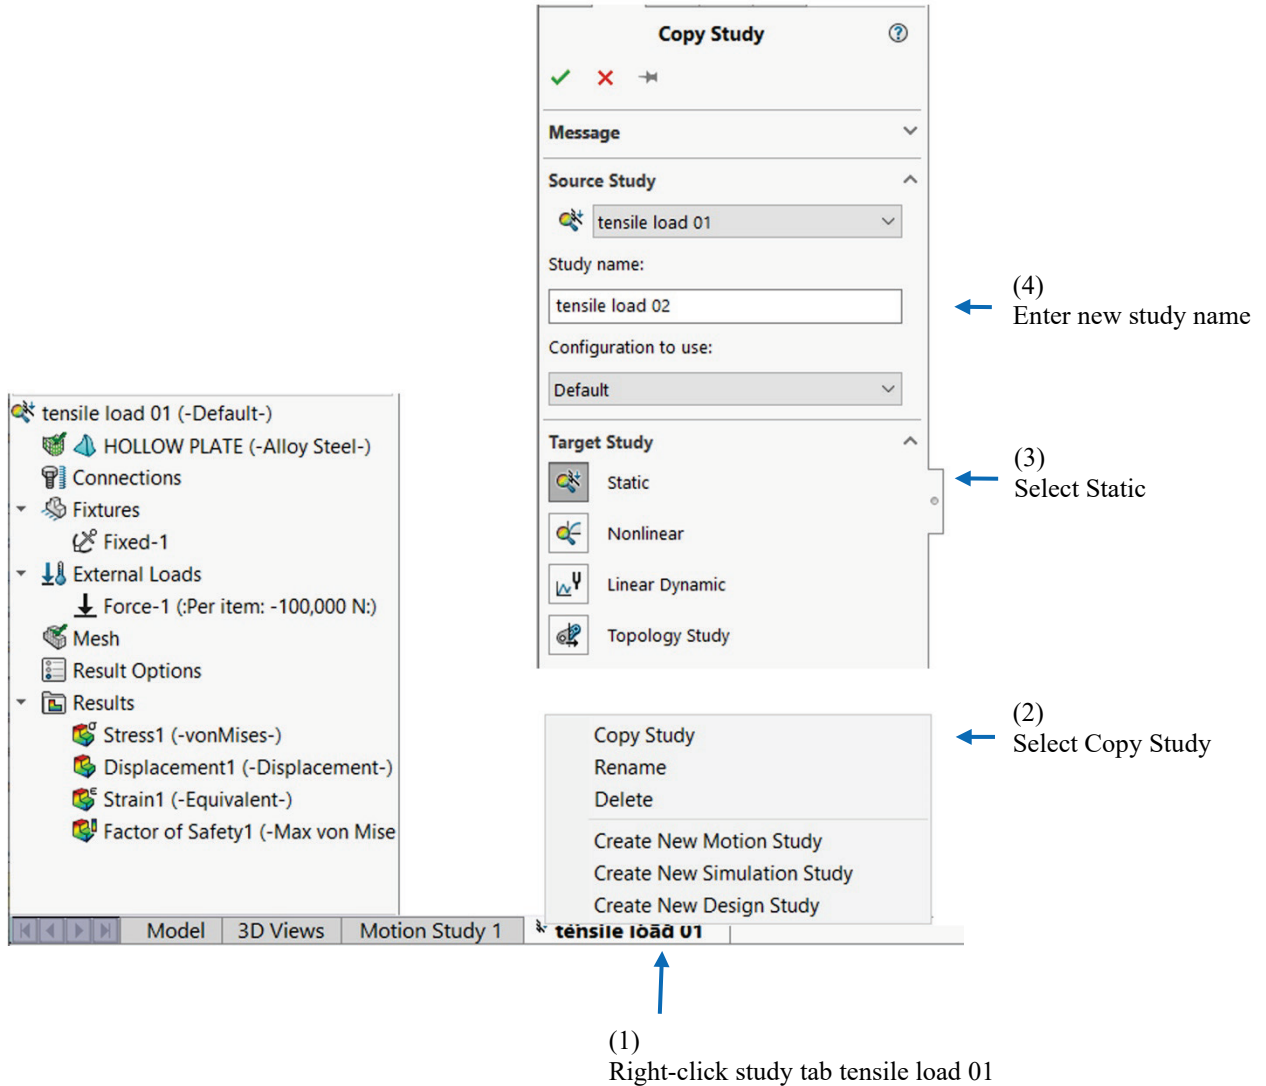 Copy Study
Message
Source Study
tensile load 01
Study name:
tensile load 02
(4)
Enter new study name
Configuration to use:
Default
Target Study
Static
(3)
Select Static
Nonlinear
Linear Dynamic
Topology Study
tensile load 01 (-Default-)
HOLLOW PLATE (-Alloy Steel-)
Connections
Fixtures
Fixed-1
External Loads
Force-1 (:Per item: -100,000 N:)
Mesh
Result Options
Results
Stress1 (-vonMises-)
Displacement1 (-Displacement-)
Strain1 (-Equivalent-)
Factor of Safety1 (-Max von Mise
Copy Study
Rename
Delete
Create New Motion Study
Create New Simulation Study
Create New Design Study
(2)
Select Copy Study
Model 3D Views Motion Study 1 tensile load 01
(1)
Right-click study tab tensile load 01